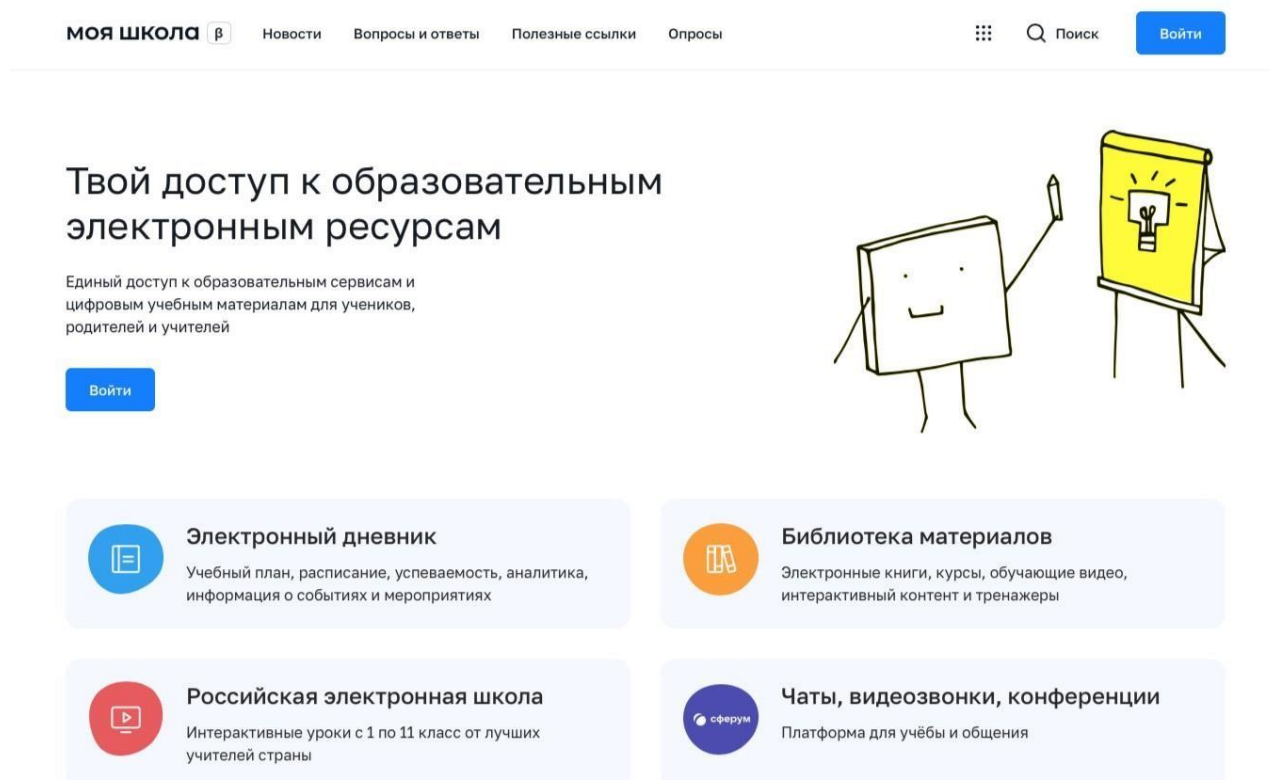 моя школа β
Новости
Вопросы и ответы
Полезные ссылки
Опросы
Поиск
Войти
Твой доступ к образовательным
электронным ресурсам
Единый доступ к образовательным сервисам и
цифровым учебным материалам для учеников,
родителей и учителей
Войти
Электронный дневник
Учебный план, расписание, успеваемость, аналитика,
информация о событиях и мероприятиях
Библиотека материалов
Электронные книги, курсы, обучающие видео,
интерактивный контент и тренажеры
Российская электронная школа
Интерактивные уроки с 1 по 11 класс от лучших
учителей страны
сферум
Чаты, видеозвонки, конференции
Платформа для учёбы и общения